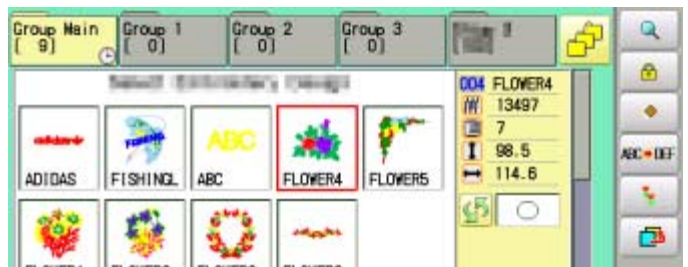 Group Main
[ 9]
Group 1
[ 0]
Group 2
[ 0]
Group 3
[ 0]
004 FLOWER4
13497
7
98.5
114.6
ABC
ADIDAS
FISHINGL
ABC
FLOWER4
FLOWER5
ABC DEF